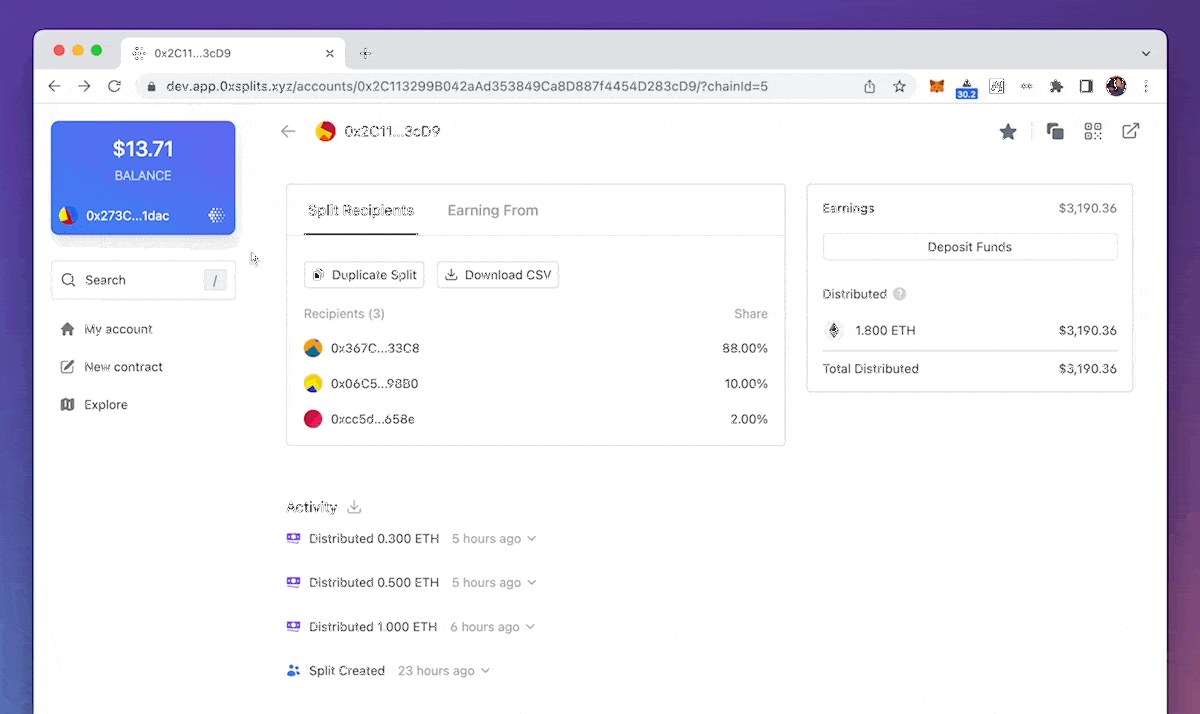 0x2C11...3cD9
dev.app.0xsplits.xyz/accounts/0x2C113299B042aAd353849Ca8D887f4454D283cD9/?chainId=5
30.2
$13.71
BALANCE
0x273C...1dac
Search /
My account
New contract
Explore
0x2C11...3cD9
Split Recipients Earning From
Duplicate Split Download CSV
Recipients (3) Share
0x367C...33C8 88.00%
0x06C5...98B0 10.00%
0xcc5d...658e 2.00%
Earnings $3,190.36
Deposit Funds
Distributed ?
1.800 ETH $3,190.36
Total Distributed $3,190.36
Activity
Distributed 0.300 ETH 5 hours ago
Distributed 0.500 ETH 5 hours ago
Distributed 1.000 ETH 6 hours ago
Split Created 23 hours ago